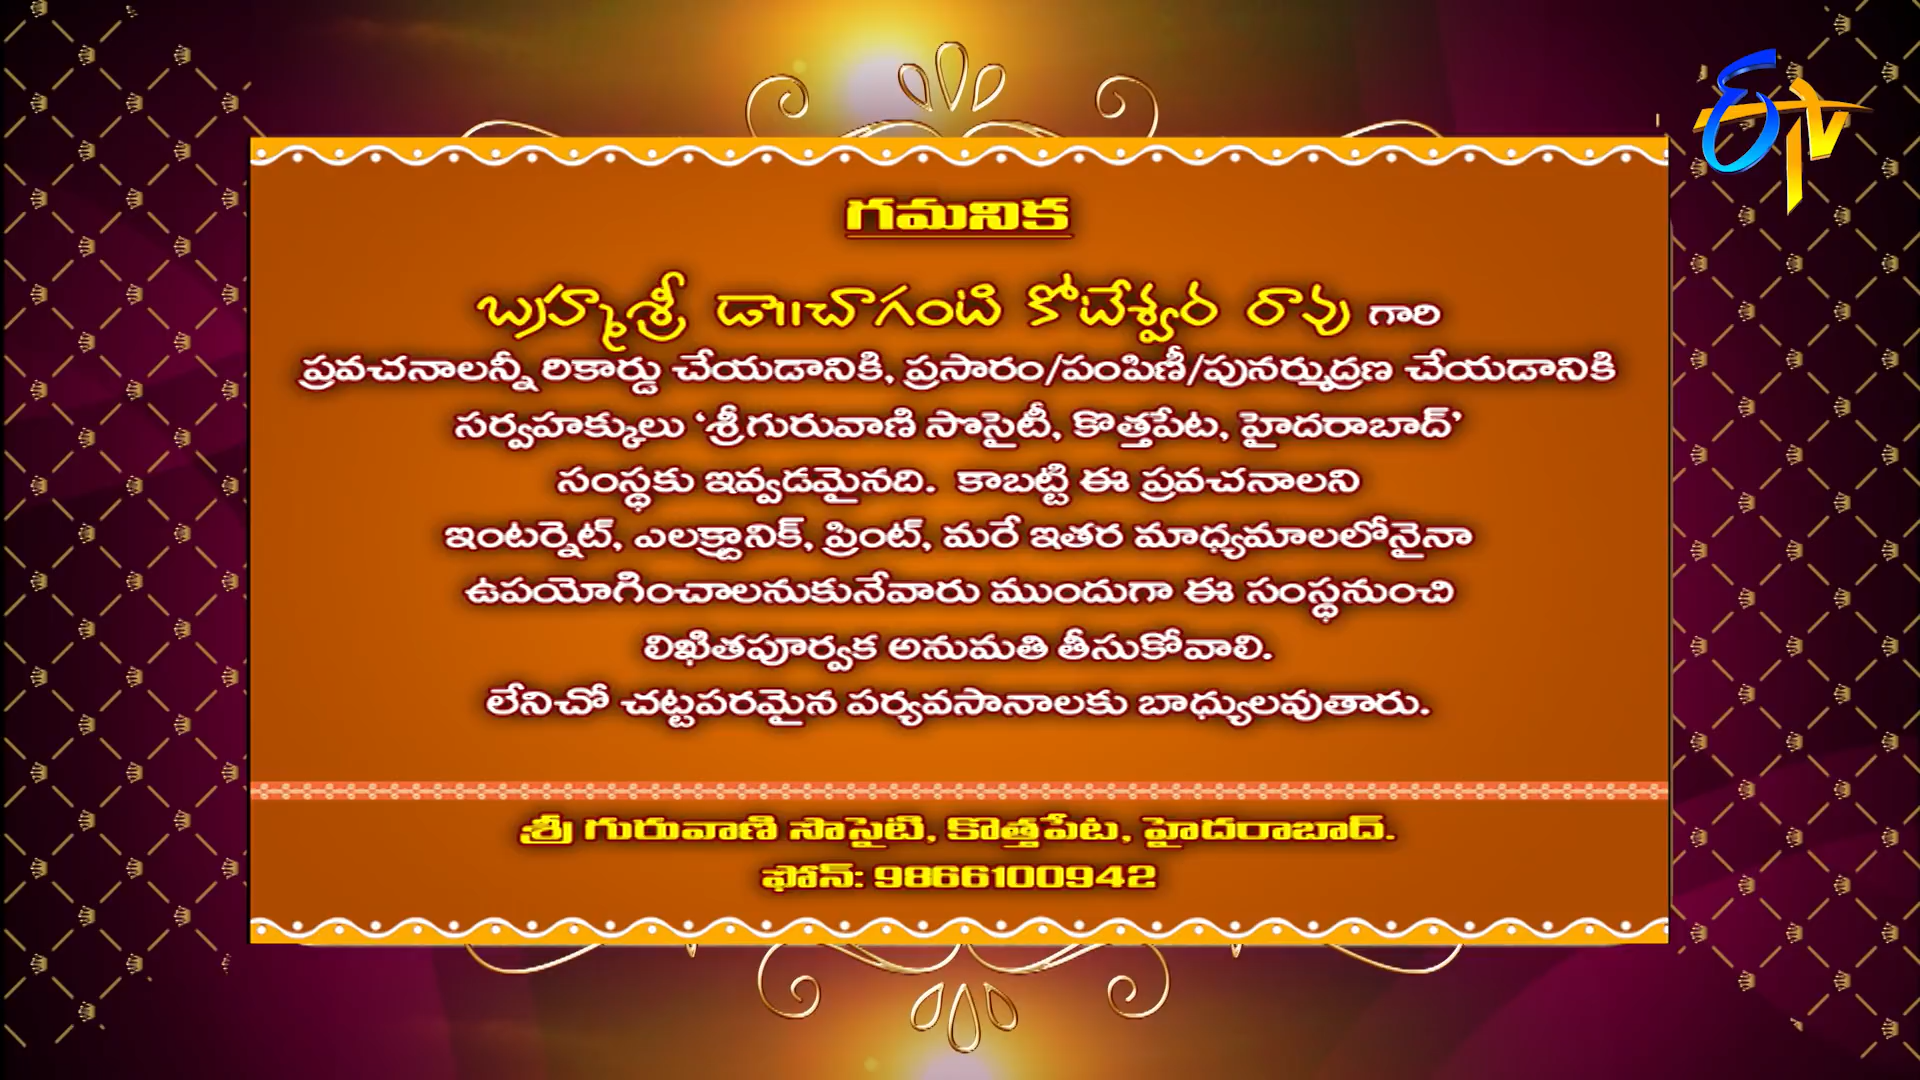 ఈTV
గమనిక
బ్రహ్మశ్రీ డా॥చాగంటి కోటేశ్వర రావు గారి
ప్రవచనాలన్నీ రికార్డు చేయడానికి, ప్రసారం/పంపిణీ/పునర్ముద్రణ చేయడానికి
సర్వహక్కులు ‘శ్రీగురువాణి సొసైటీ, కొత్తపేట, హైదరాబాద్’
సంస్థకు ఇవ్వడమైనది. కాబట్టి ఈ ప్రవచనాలని
ఇంటర్నెట్, ఎలక్ట్రానిక్, ప్రింట్, మరే ఇతర మాధ్యమాలలోనైనా
ఉపయోగించాలనుకునేవారు ముందుగా ఈ సంస్థనుంచి
లిఖితపూర్వక అనుమతి తీసుకోవాలి.
లేనిచో చట్టపరమైన పర్యవసానాలకు బాధ్యులవుతారు.
శ్రీ గురువాణి సొసైటి, కొత్తపేట, హైదరాబాద్.
ఫోన్: 9866100942